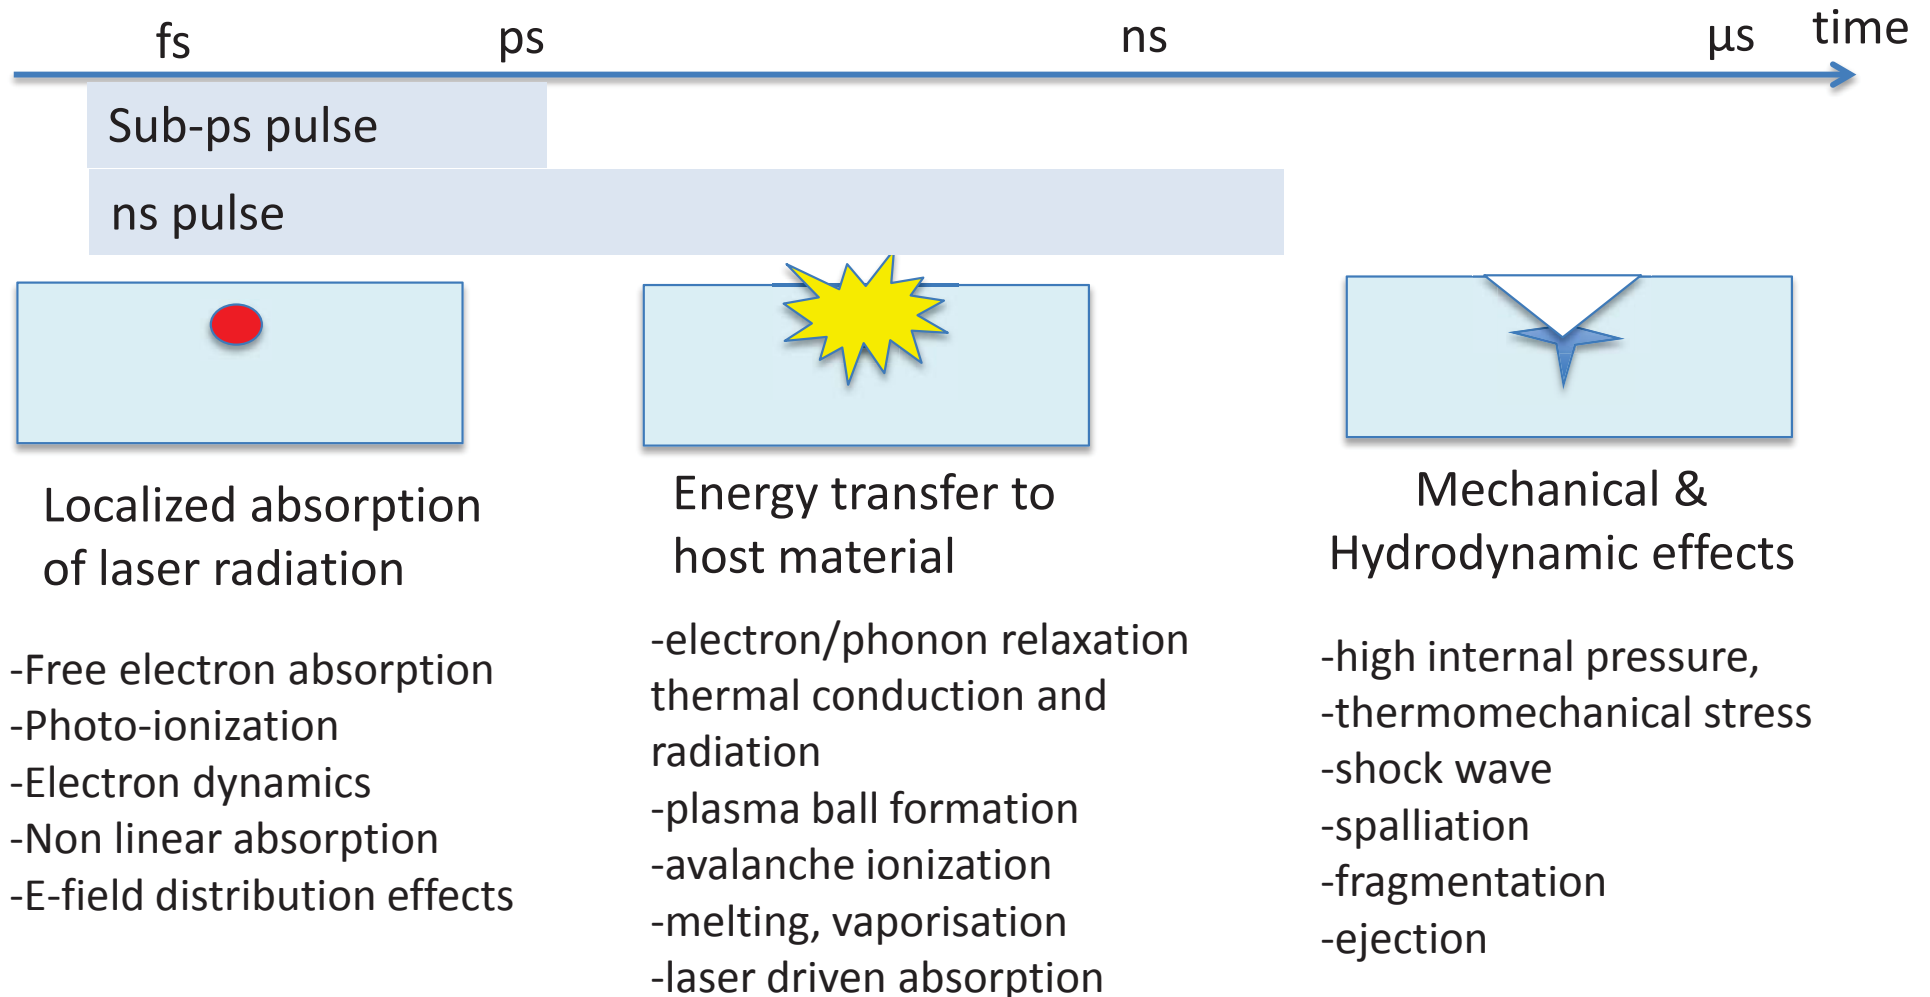 fs ps ns µs time
Sub-ps pulse
ns pulse
Localized absorption
of laser radiation
-Free electron absorption
-Photo-ionization
-Electron dynamics
-Non linear absorption
-E-field distribution effects
Energy transfer to
host material
-electron/phonon relaxation
thermal conduction and
radiation
-plasma ball formation
-avalanche ionization
-melting, vaporisation
-laser driven absorption
Mechanical &
Hydrodynamic effects
-high internal pressure,
-thermomechanical stress
-shock wave
-spalliation
-fragmentation
-ejection